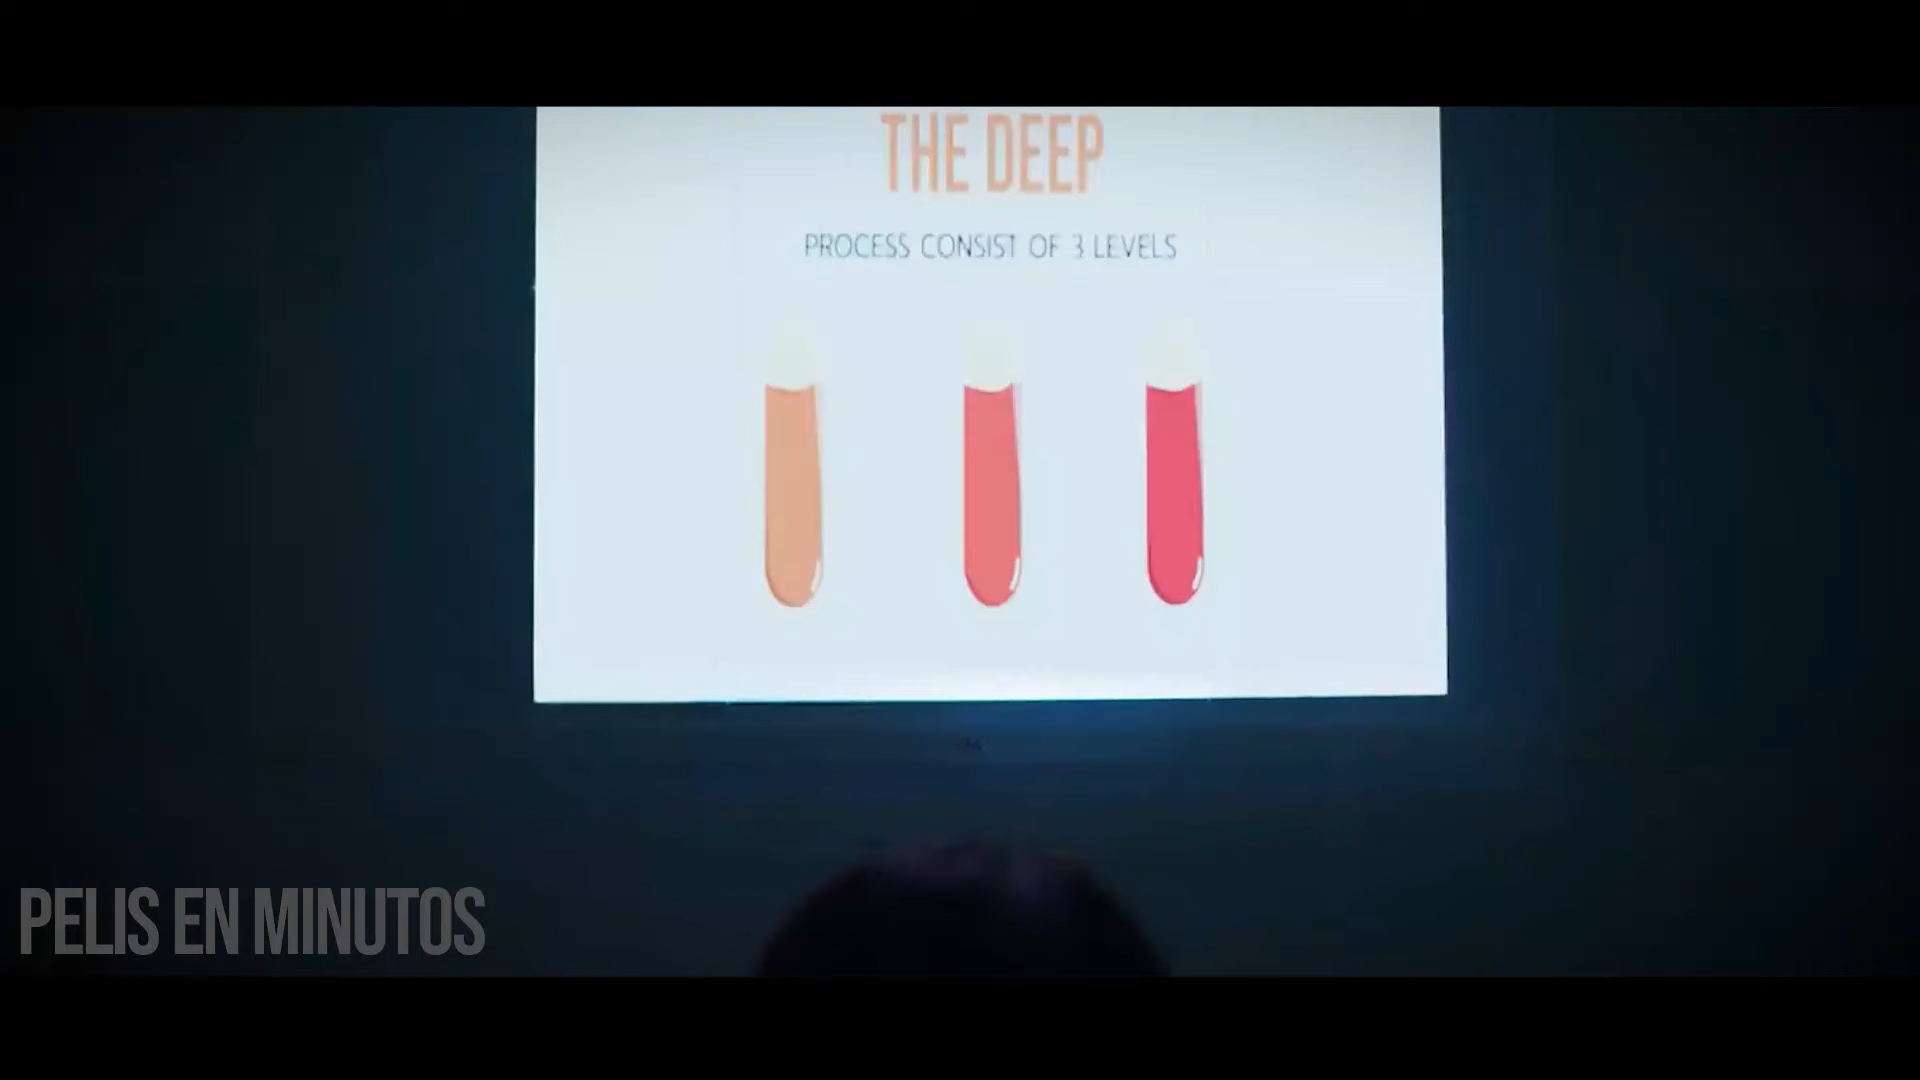 THE DEEP
PROCESS CONSIST OF 3 LEVELS
PELIS EN MINUTOS